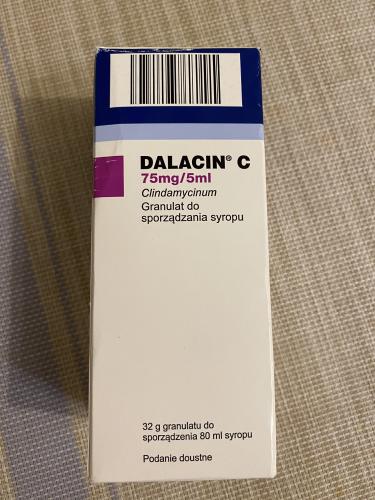 DALACIN® C
75mg/5ml
Clindamycinum
Granulat do
sporządzania syropu
32 g granulatu do
sporządzenia 80 ml syropu
Podanie doustne